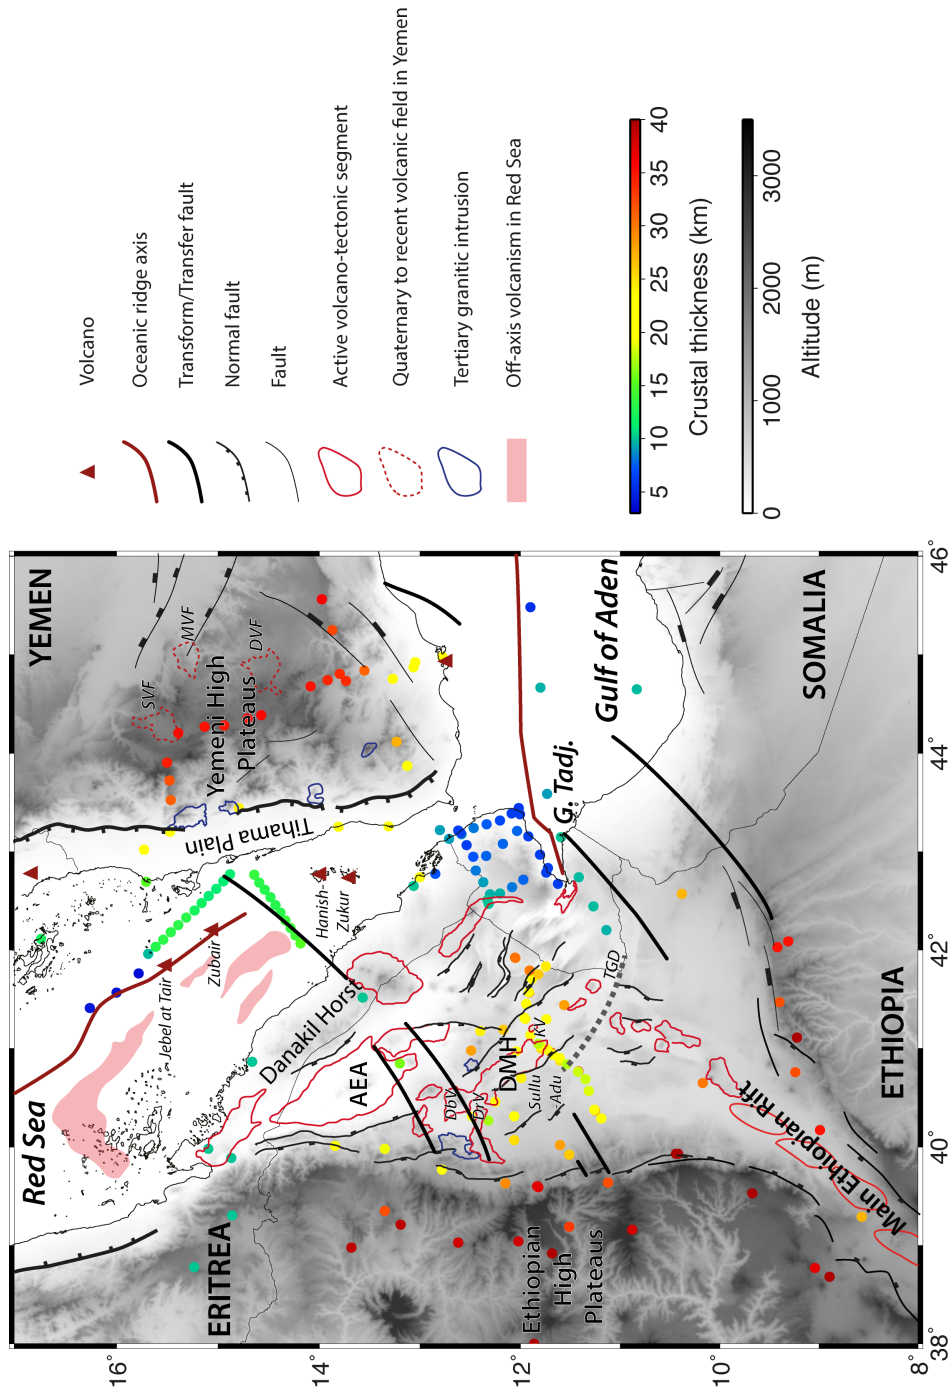 YEMEN
SVF
MVF
DVF
Yemeni High
Plateaus
Tihama Plain
Red Sea
Jebel at Tair
Zubair
Hanish-
Zukur
Danakil Horst
ERITREA
AEA
DbV
DrV
DMH
KV
Sullu
-Adu
TGD
G. Tadj.
Gulf of Aden
SOMALIA
ETHIOPIA
Ethiopian
High
Plateaus
Main Ethiopian Rift
38°
40°
42°
44°
46°
16°
14°
12°
10°
8°
Volcano
Oceanic ridge axis
Transform/Transfer fault
Normal fault
Fault
Active volcano-tectonic segment
Quaternary to recent volcanic field in Yemen
Tertiary granitic intrusion
Off-axis volcanism in Red Sea
5 10 15 20 25 30 35 40
Crustal thickness (km)
0 1000 2000 3000
Altitude (m)